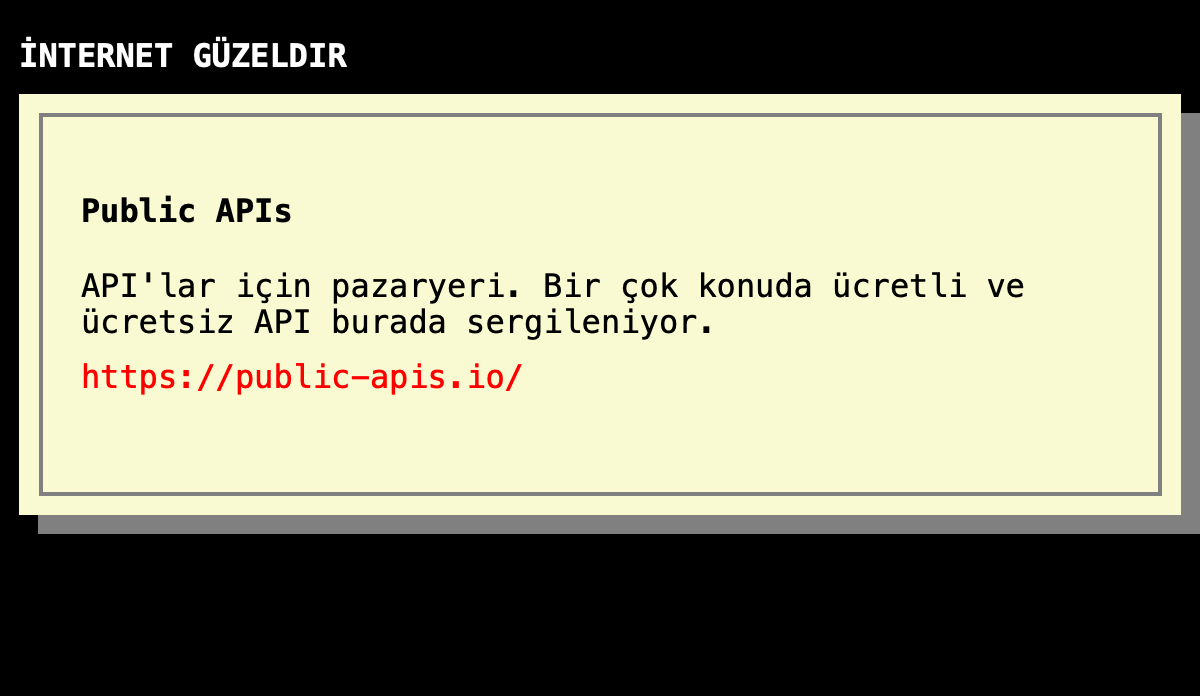 İNTERNET GÜZELDIR
Public APIs
API'lar için pazaryeri. Bir çok konuda ücretli ve
ücretsiz API burada sergileniyor.
https://public-apis.io/